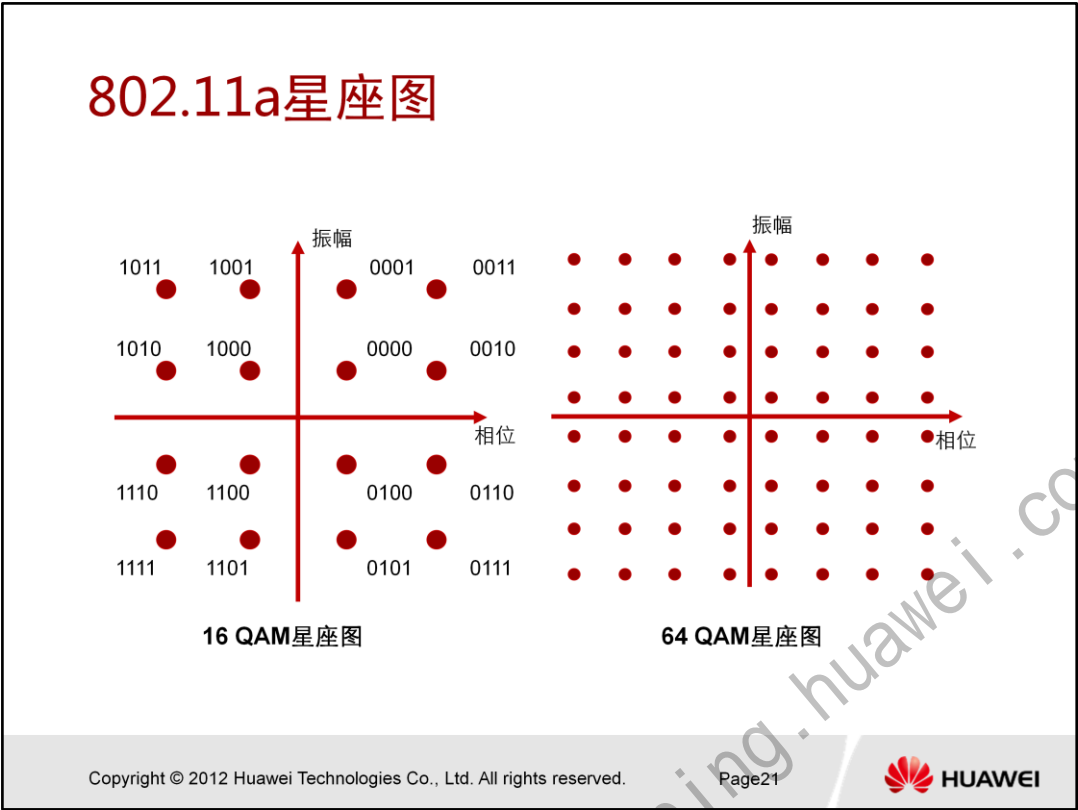 802.11a星座图
振幅
1011 1001 0001 0011
1010 1000 0000 0010
相位
1110 1100 0100 0110
1111 1101 0101 0111
16 QAM星座图
振幅
相位
64 QAM星座图
Copyright © 2012 Huawei Technologies Co., Ltd. All rights reserved.
Page21
HUAWEI
ing.huawei.co